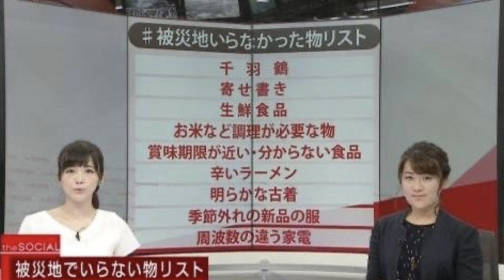 #被災地いらなかった物リスト
千羽鶴
寄せ書き
生鮮食品
お米など調理が必要な物
賞味期限が近い・分からない食品
辛いラーメン
明らかな古着
季節外れの新品の服
周波数の違う家電
the SOCIAL
被災地でいらない物リスト